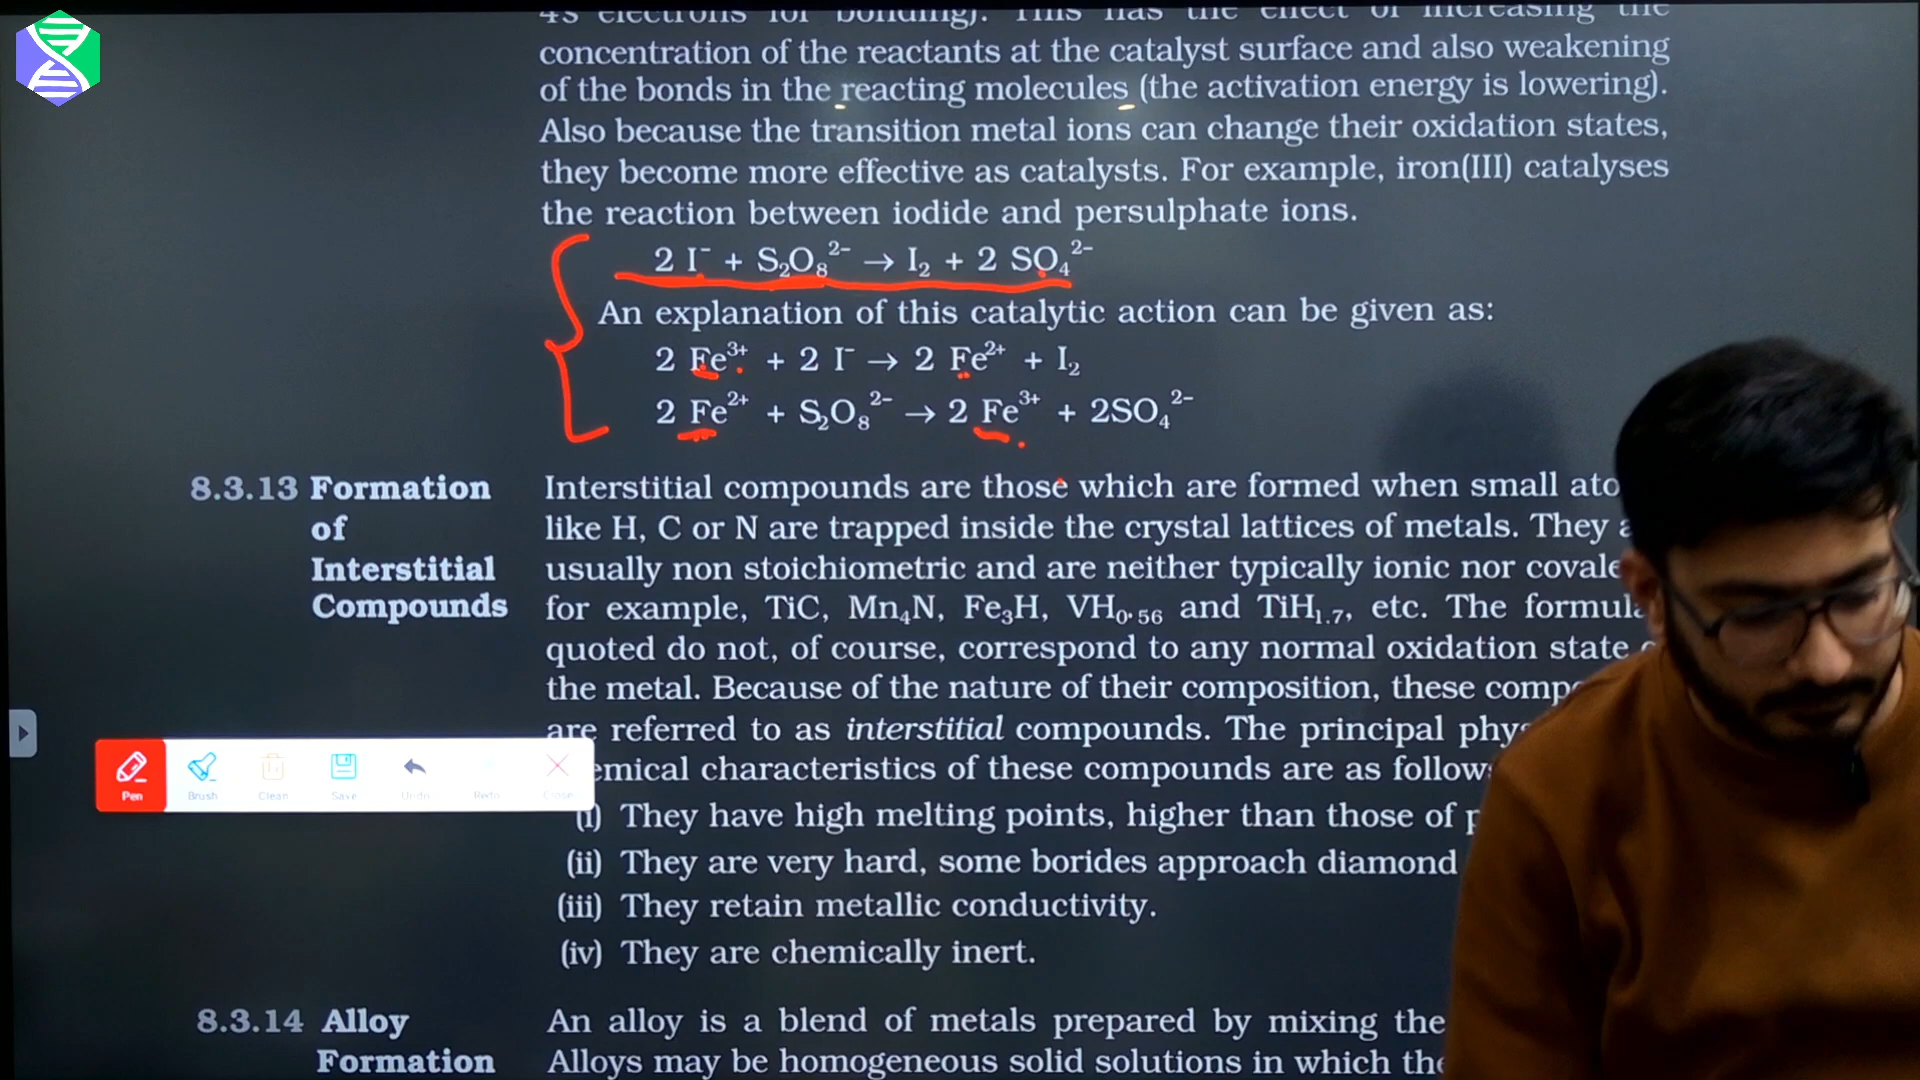 concentration of the reactants at the catalyst surface and also weakening
of the bonds in the reacting molecules (the activation energy is lowering).
Also because the transition metal ions can change their oxidation states,
they become more effective as catalysts. For example, iron(III) catalyses
the reaction between iodide and persulphate ions.
2 I⁻ + S₂O₈²⁻ → I₂ + 2 SO₄²⁻
An explanation of this catalytic action can be given as:
2 Fe³⁺ + 2 I⁻ → 2 Fe²⁺ + I₂
2 Fe²⁺ + S₂O₈²⁻ → 2 Fe³⁺ + 2SO₄²⁻
8.3.13 Formation
of
Interstitial
Compounds
Interstitial compounds are those which are formed when small
like H, C or N are trapped inside the crystal lattices of metals. They
usually non stoichiometric and are neither typically ionic nor
for example, TiC, Mn₄N, Fe₃H, VH₀.₅₆ and TiH₁.₇, etc. The
quoted do not, of course, correspond to any normal oxidation state
the metal. Because of the nature of their composition, these
are referred to as interstitial compounds. The principal
characteristics of these compounds are as
(i) They have high melting points, higher than those of
(ii) They are very hard, some borides approach diamond
(iii) They retain metallic conductivity.
(iv) They are chemically inert.
8.3.14 Alloy
Formation
An alloy is a blend of metals prepared by mixing the
Alloys may be homogeneous solid solutions in which
Pen
Brush
Clean
Save
Undo
Redo
Close